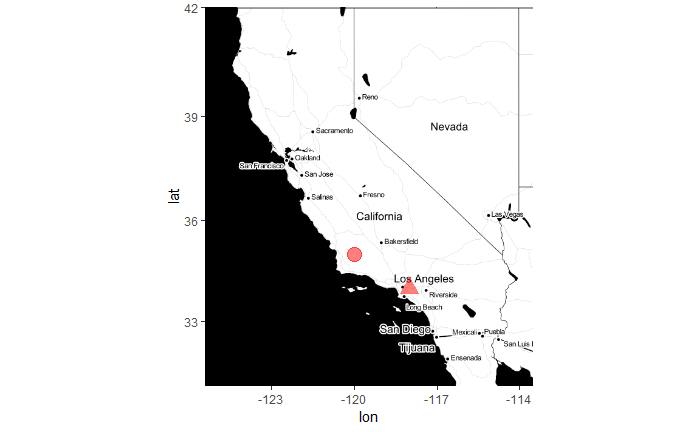 42
39
36
33
lat
Reno
Nevada
Sacramento
Oakland
San Francisco
San Jose
Fresno
Salinas
California
Las Vegas
Bakersfield
Los Angeles
Riverside
Long Beach
San Diego
Mexicali
Puebla
Tijuana
San Luis
Ensenada
-123
-120
-117
-114
lon